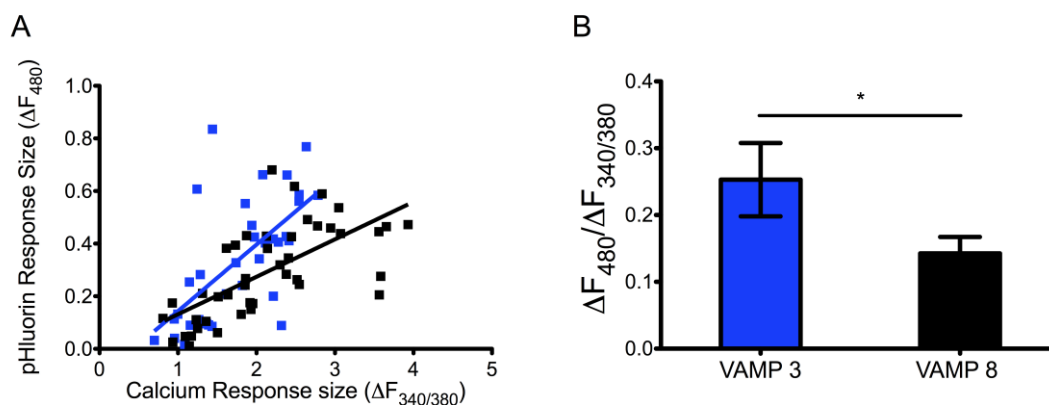 A
pHluorin Response Size (ΔF480)
1.0
0.8
0.6
0.4
0.2
0.0
0 1 2 3 4 5
Calcium Response size (ΔF340/380)
B
ΔF480/ΔF340/380
0.4
0.3
0.2
0.1
0.0
*
VAMP 3 VAMP 8